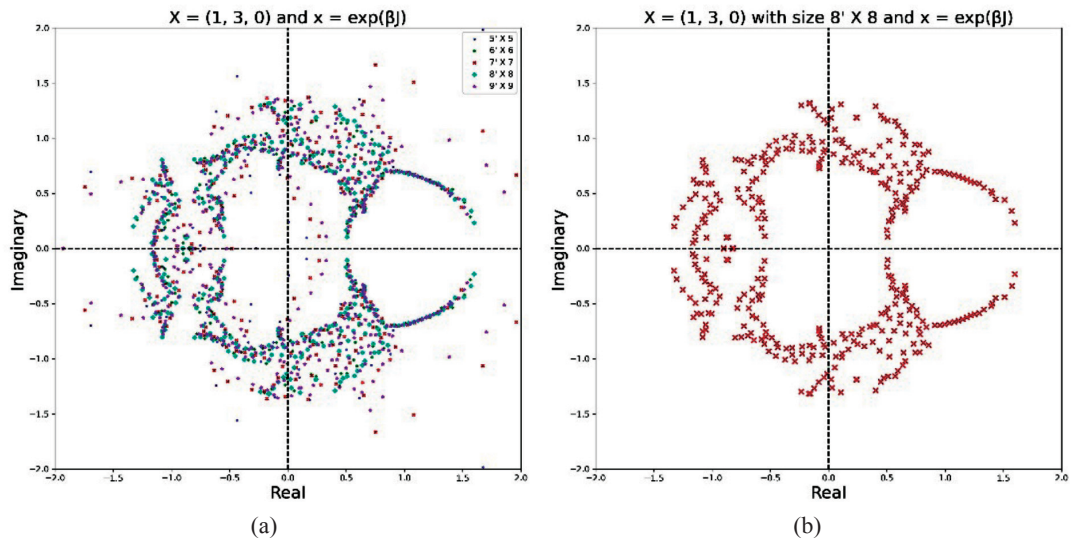 X = (1, 3, 0) and x = exp(βJ)
2.0
1.5
1.0
0.5
0.0
-0.5
-1.0
-1.5
-2.0
Imaginary
5' X 5
6' X 6
7' X 7
8' X 8
9' X 9
-2.0 -1.5 -1.0 -0.5 0.0 0.5 1.0 1.5 2.0
Real
(a)
X = (1, 3, 0) with size 8' X 8 and x = exp(βJ)
2.0
1.5
1.0
0.5
0.0
-0.5
-1.0
-1.5
-2.0
Imaginary
-2.0 -1.5 -1.0 -0.5 0.0 0.5 1.0 1.5 2.0
Real
(b)